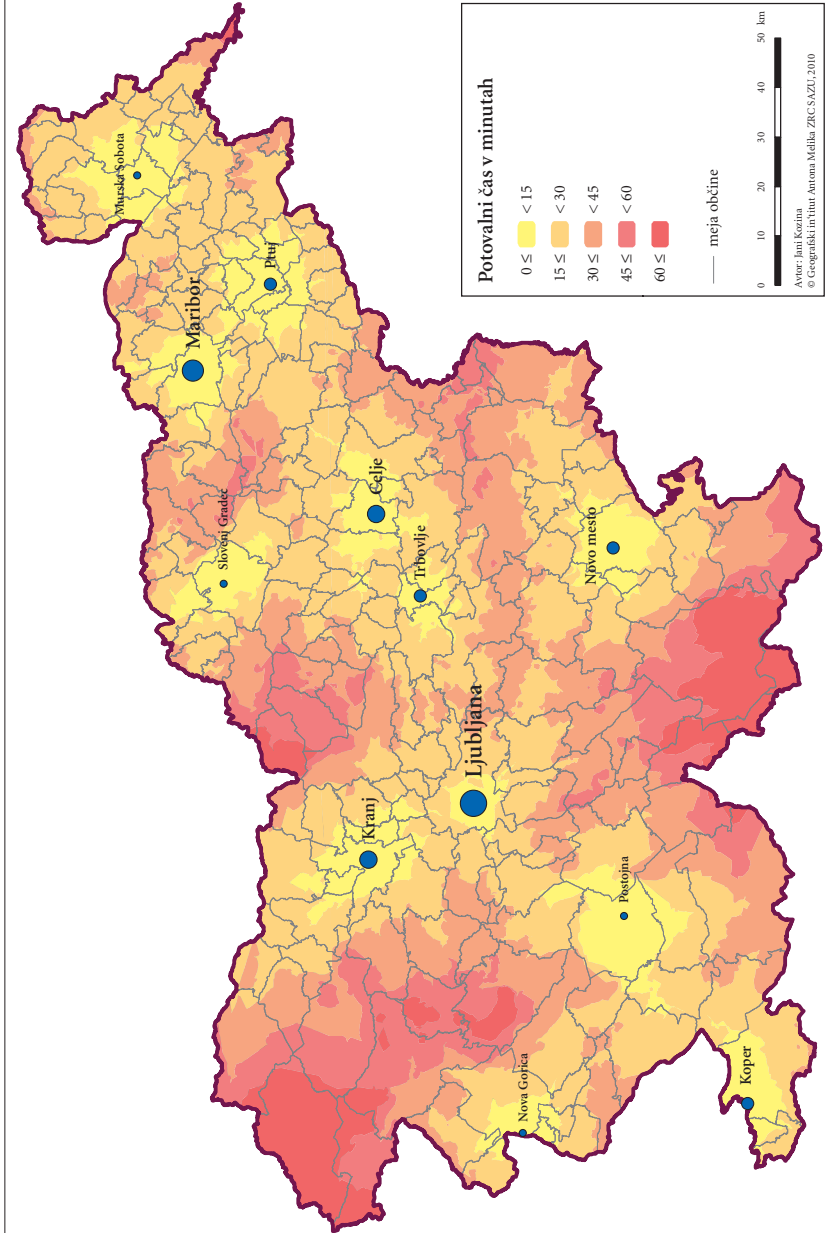 Murska Sobota
Maribor
Ptuj
Slovenj Gradec
Celje
Trbovlje
Novo mesto
Kranj
Ljubljana
Postojna
Nova Gorica
Koper
Potovalni čas v minutah
0 ≤ < 15
15 ≤ < 30
30 ≤ < 45
45 ≤ < 60
60 ≤
meja občine
0 10 20 30 40 50 km
Avtor: Jani Kozina
© Geografski in'titut Antona Melika ZRC SAZU, 2010